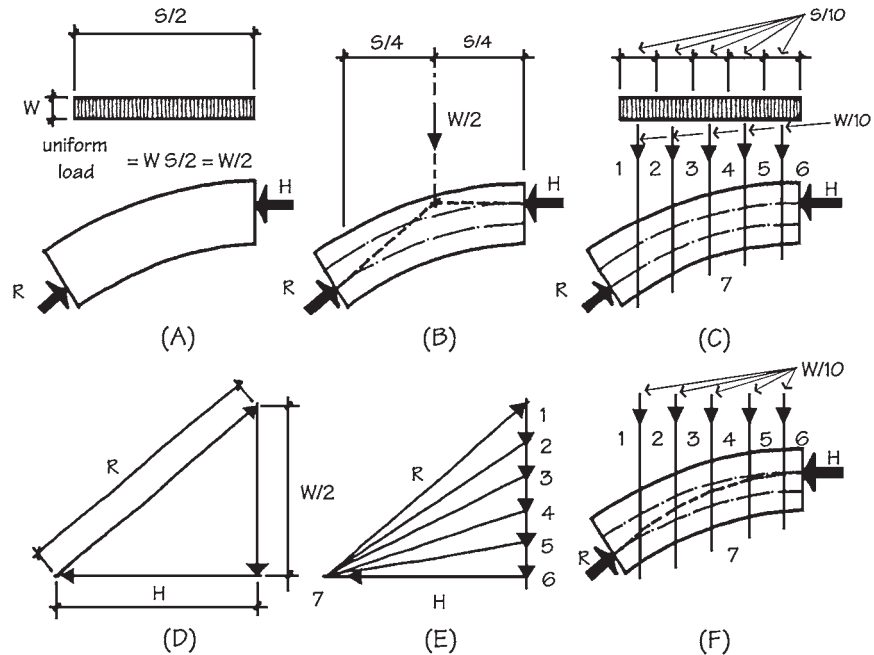 S/2
W
uniform
load
= W S/2 = W/2
H
R
(A)
S/4
S/4
W/2
H
R
(B)
S/10
W/10
1 2 3 4 5 6
H
R
7
(C)
R
W/2
H
(D)
1
2
3
4
5
6
R
7
H
(E)
W/10
1 2 3 4 5 6
H
R
7
(F)